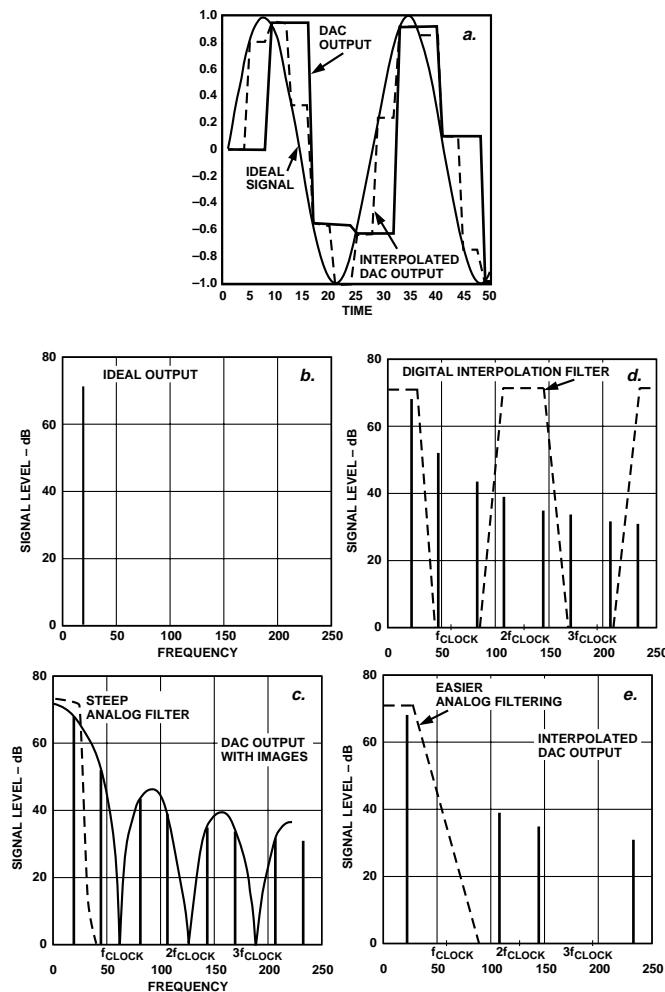 1.0
0.8
0.6
0.4
0.2
0
–0.2
–0.4
–0.6
–0.8
–1.0
a.
DAC
OUTPUT
IDEAL
SIGNAL
INTERPOLATED
DAC OUTPUT
0 5 10 15 20 25 30 35 40 45 50
TIME
80
60
40
20
0
SIGNAL LEVEL – dB
IDEAL OUTPUT
b.
0 50 100 150 200 250
FREQUENCY
80
60
40
20
0
SIGNAL LEVEL – dB
d.
DIGITAL INTERPOLATION FILTER
fCLOCK 2fCLOCK 3fCLOCK
0 50 100 150 200 250
80
60
40
20
0
SIGNAL LEVEL – dB
STEEP
ANALOG FILTER
c.
DAC OUTPUT
WITH IMAGES
fCLOCK 2fCLOCK 3fCLOCK
0 50 100 150 200 250
FREQUENCY
80
60
40
20
0
SIGNAL LEVEL – dB
EASIER
ANALOG FILTERING
e.
INTERPOLATED
DAC OUTPUT
fCLOCK 2fCLOCK 3fCLOCK
0 50 100 150 200 250